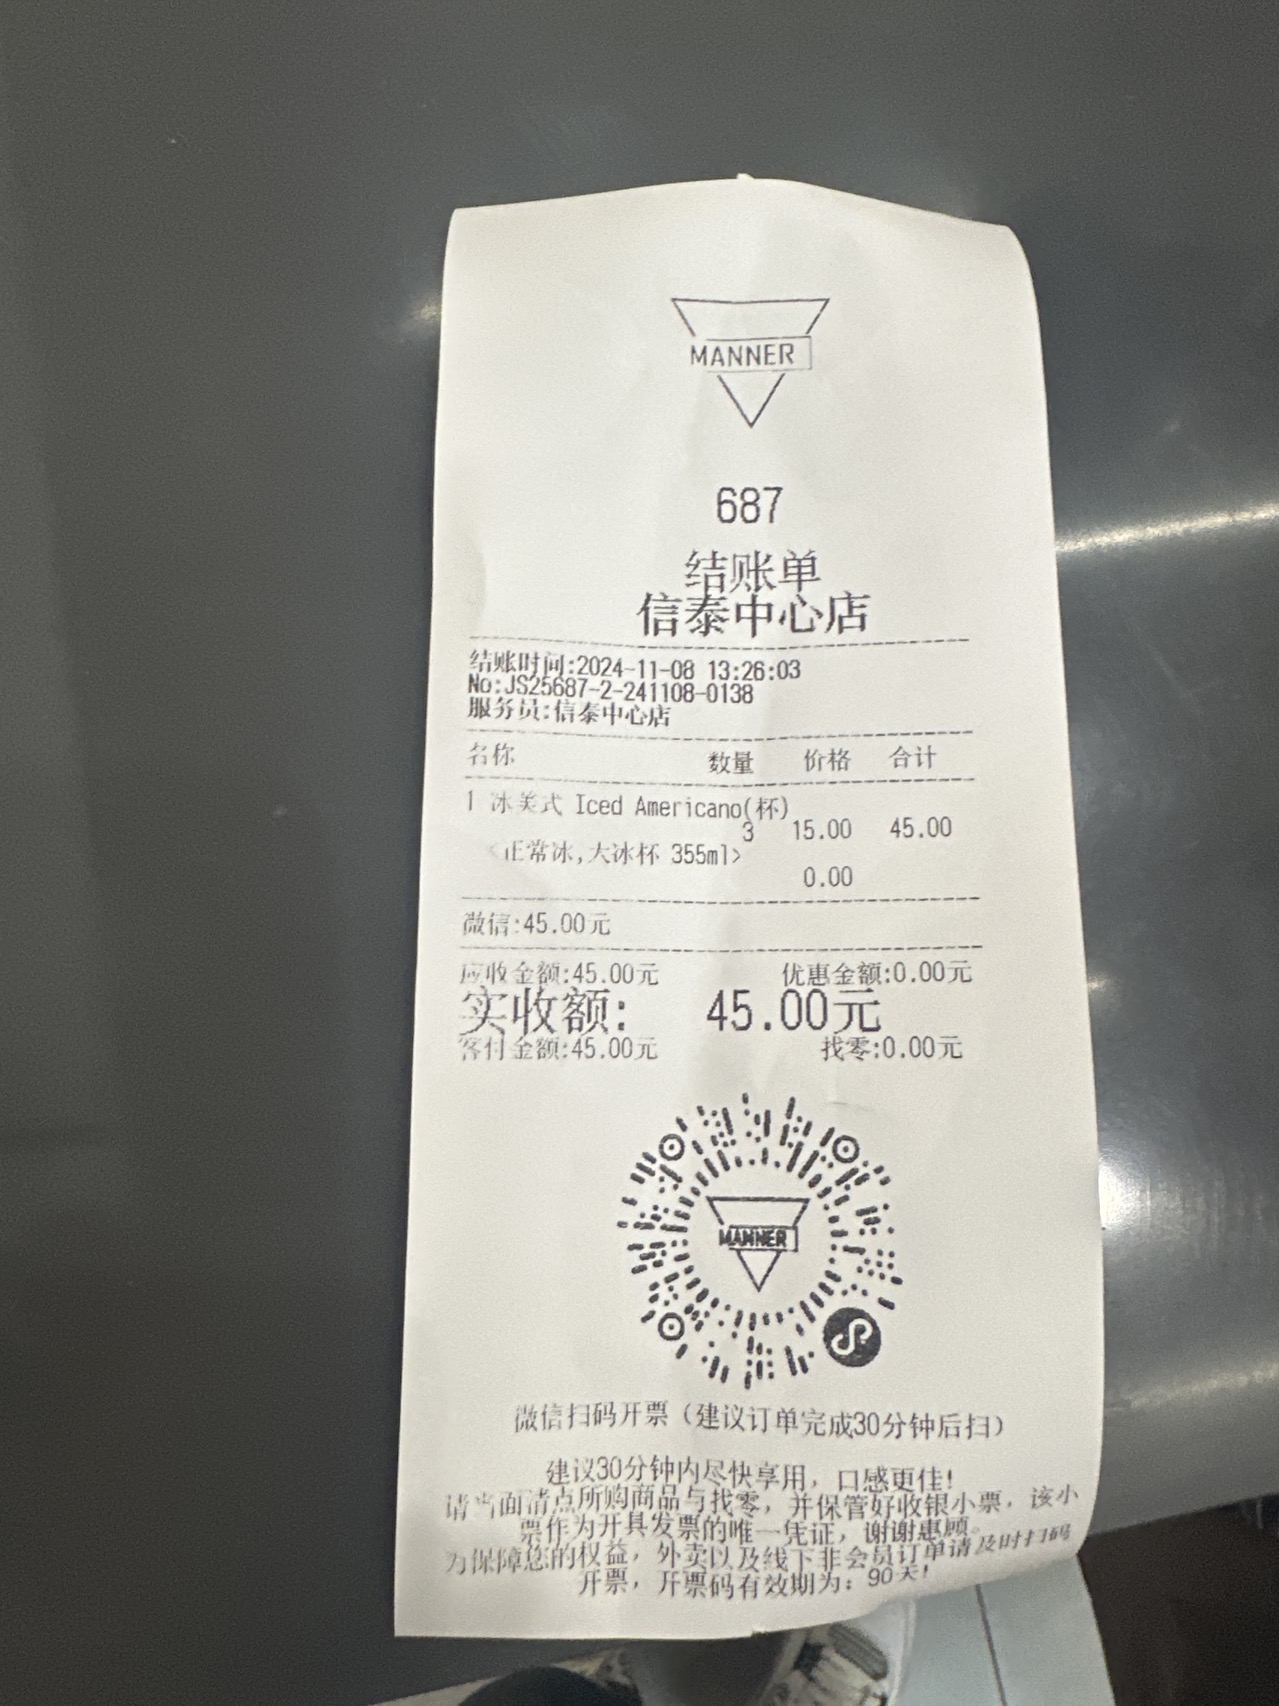 MANNER
687
结账单
信泰中心店
结账时间:2024-11-08 13:26:03
No:JS25687-2-241108-0138
服务员:信泰中心店
名称 数量 价格 合计
1 冰美式 Iced Americano(杯)
3 15.00 45.00
<正常冰,大冰杯 355ml>
0.00
微信:45.00元
应收金额:45.00元 优惠金额:0.00元
实收额: 45.00元
客付金额:45.00元 找零:0.00元
MANNER
微信扫码开票（建议订单完成30分钟后扫）
建议30分钟内尽快享用，口感更佳！
请当面清点所购商品与找零，并保管好收银小票，该小
票作为开具发票的唯一凭证，谢谢惠顾。
为保障您的权益，外卖以及线下非会员订单请及时扫码
开票，开票码有效期为：90天！